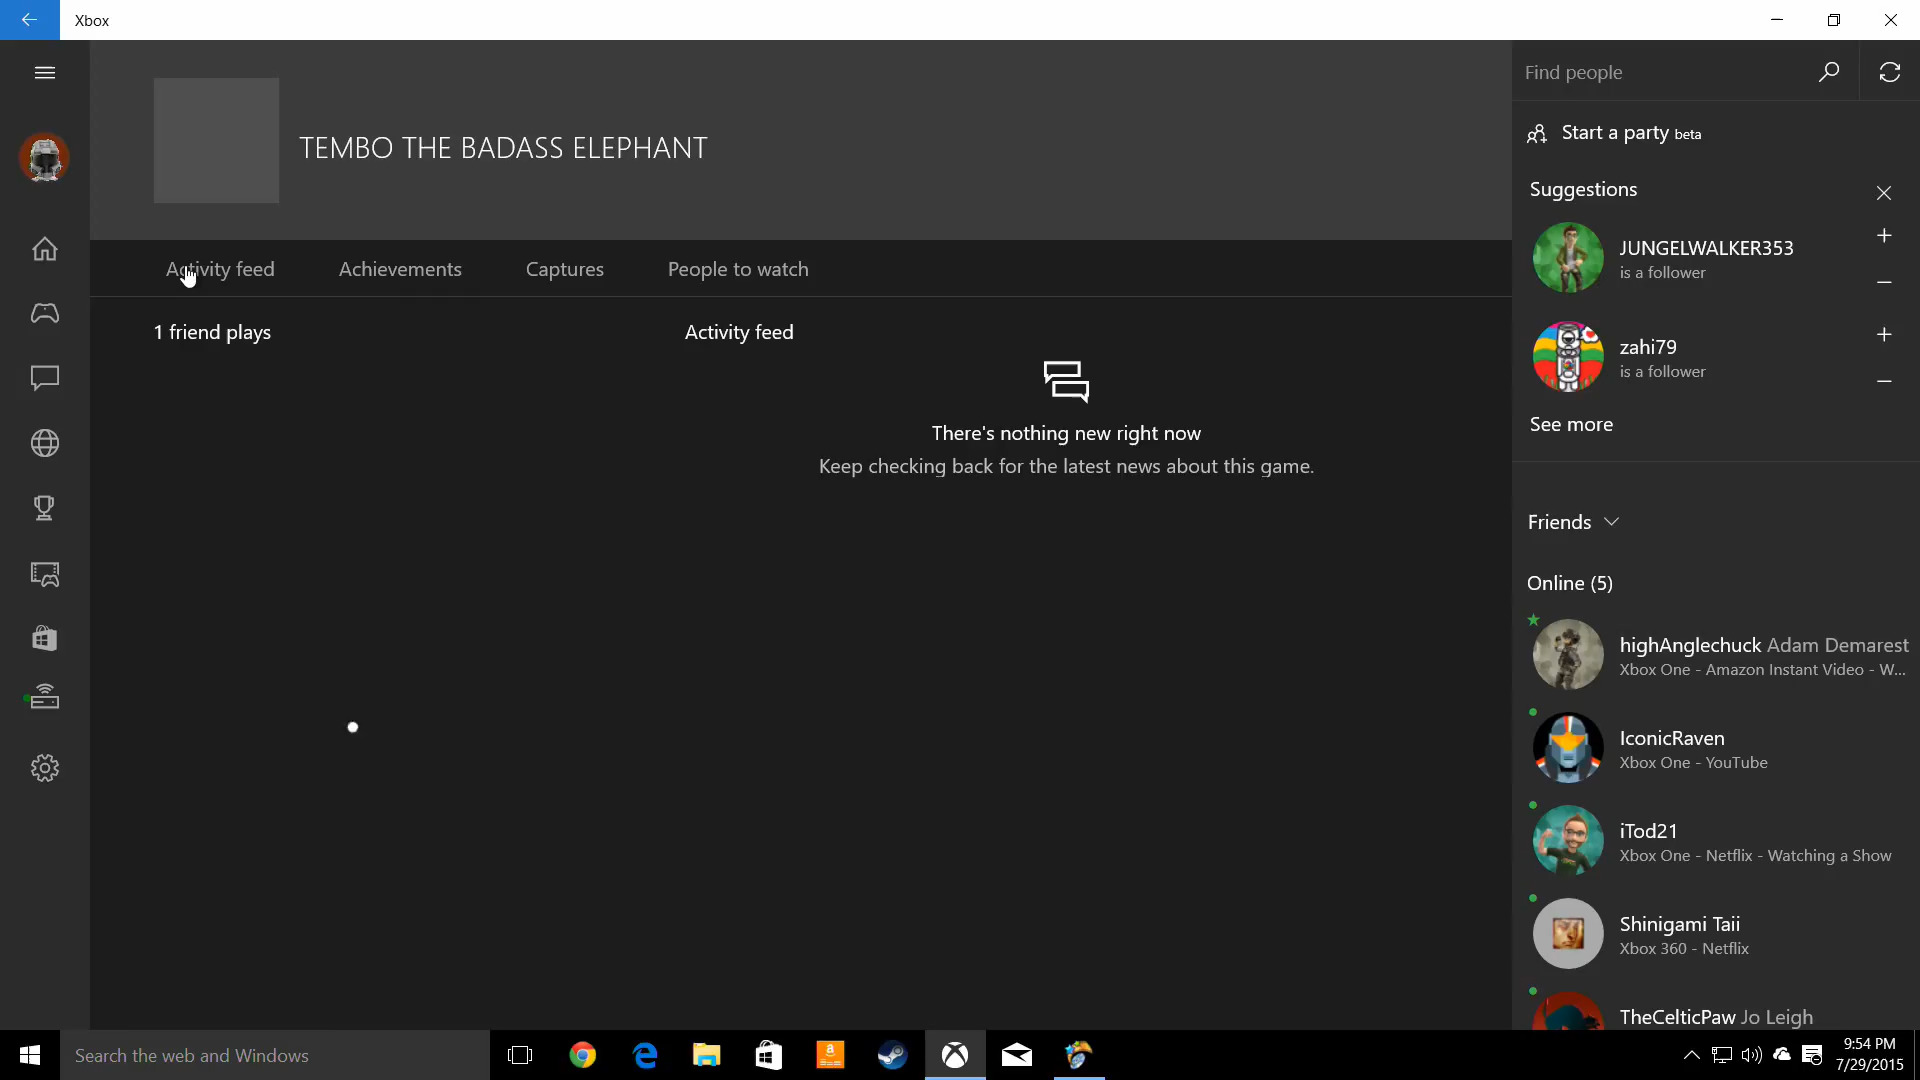 Xbox
TEMBO THE BADASS ELEPHANT
Activity feed
Achievements
Captures
People to watch
1 friend plays
Activity feed
There's nothing new right now
Keep checking back for the latest news about this game.
Find people
Start a party beta
Suggestions
JUNGELWALKER353
is a follower
zahi79
is a follower
See more
Friends
Online (5)
highAnglechuck Adam Demarest
Xbox One - Amazon Instant Video - W...
IconicRaven
Xbox One - YouTube
iTod21
Xbox One - Netflix - Watching a Show
Shinigami Taii
Xbox 360 - Netflix
TheCelticPaw Jo Leigh
Search the web and Windows
9:54 PM
7/29/2015